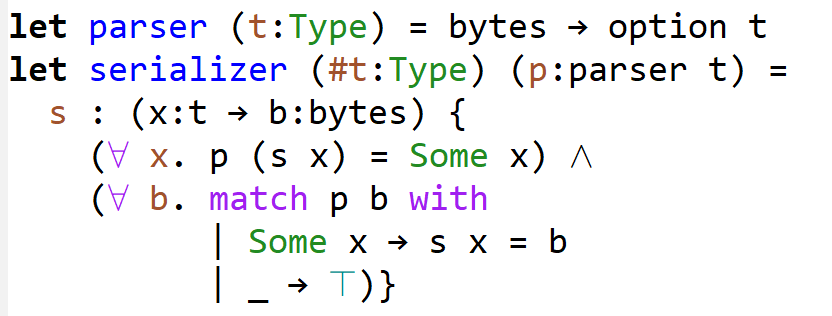 let parser (t:Type) = bytes → option t
let serializer (#t:Type) (p:parser t) =
  s : (x:t → b:bytes) {
    (∀ x. p (s x) = Some x) ∧
    (∀ b. match p b with
          | Some x → s x = b
          | _ → ⊤)}